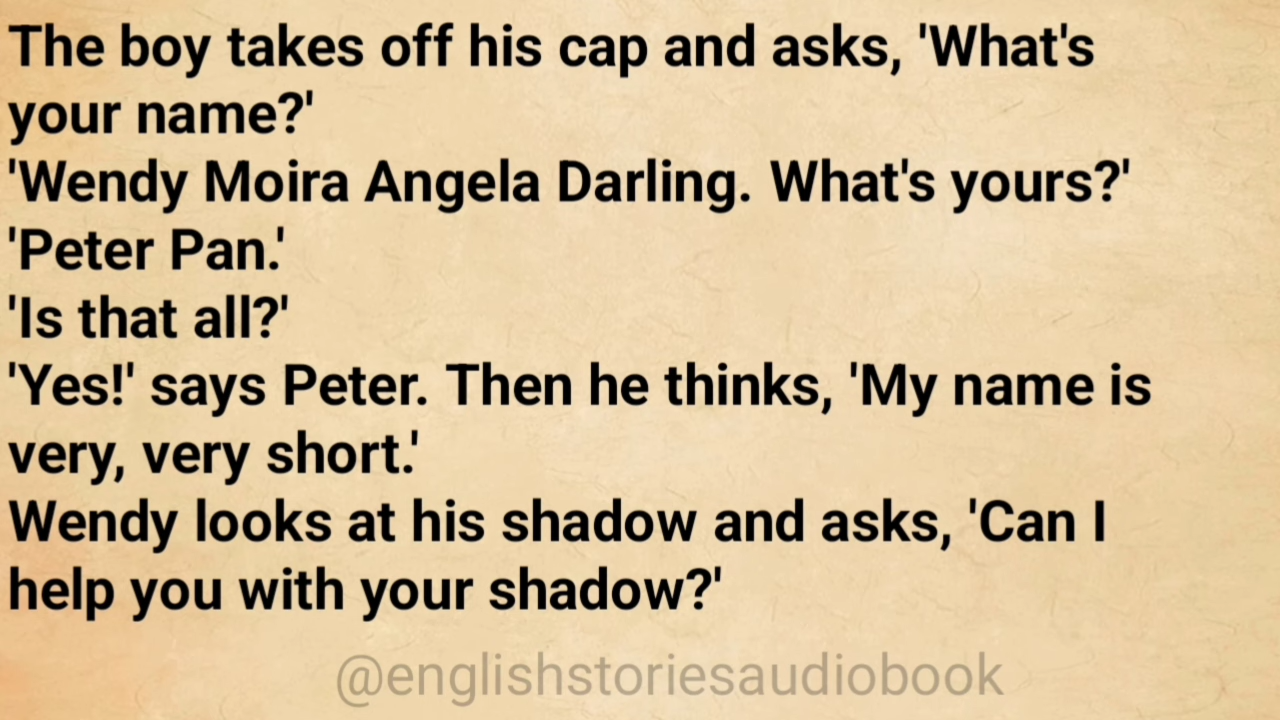 The boy takes off his cap and asks, 'What's
your name?'
'Wendy Moira Angela Darling. What's yours?'
'Peter Pan.'
'Is that all?'
'Yes!' says Peter. Then he thinks, 'My name is
very, very short.'
Wendy looks at his shadow and asks, 'Can I
help you with your shadow?'
@englishstoriesaudiobook